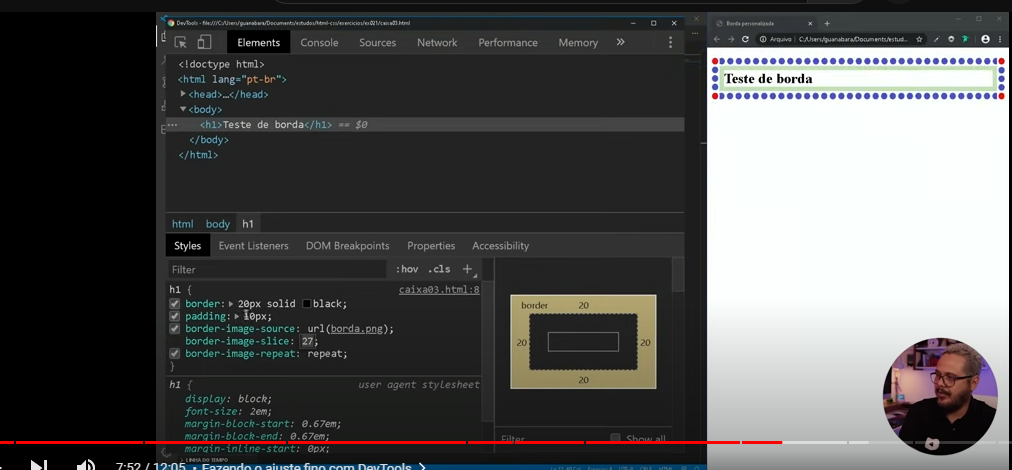 DevTools - file:///C:/Users/guanabara/Documents/estudos/html-css/exercicios/ex021/caixa03.html
Elements Console Sources Network Performance Memory »
<!doctype html>
<html lang="pt-br">
<head>…</head>
<body>
<h1>Teste de borda</h1> == $0
</body>
</html>
html body h1
Styles Event Listeners DOM Breakpoints Properties Accessibility
Filter :hov .cls +
h1 { caixa03.html:8
border: 20px solid black;
padding: 10px;
border-image-source: url(borda.png);
border-image-slice: 27;
border-image-repeat: repeat;
}
h1 { user agent stylesheet
display: block;
font-size: 2em;
margin-block-start: 0.67em;
margin-block-end: 0.67em;
margin-inline-start: 0px;
border 20
20 20
20
Filter Show all
Borda personalizada
Arquivo | C:/Users/guanabara/Documents/estud...
Teste de borda
LINHA DO TEMPO
7:52 / 12:05 • Fazendo o ajuste fino com DevTools >